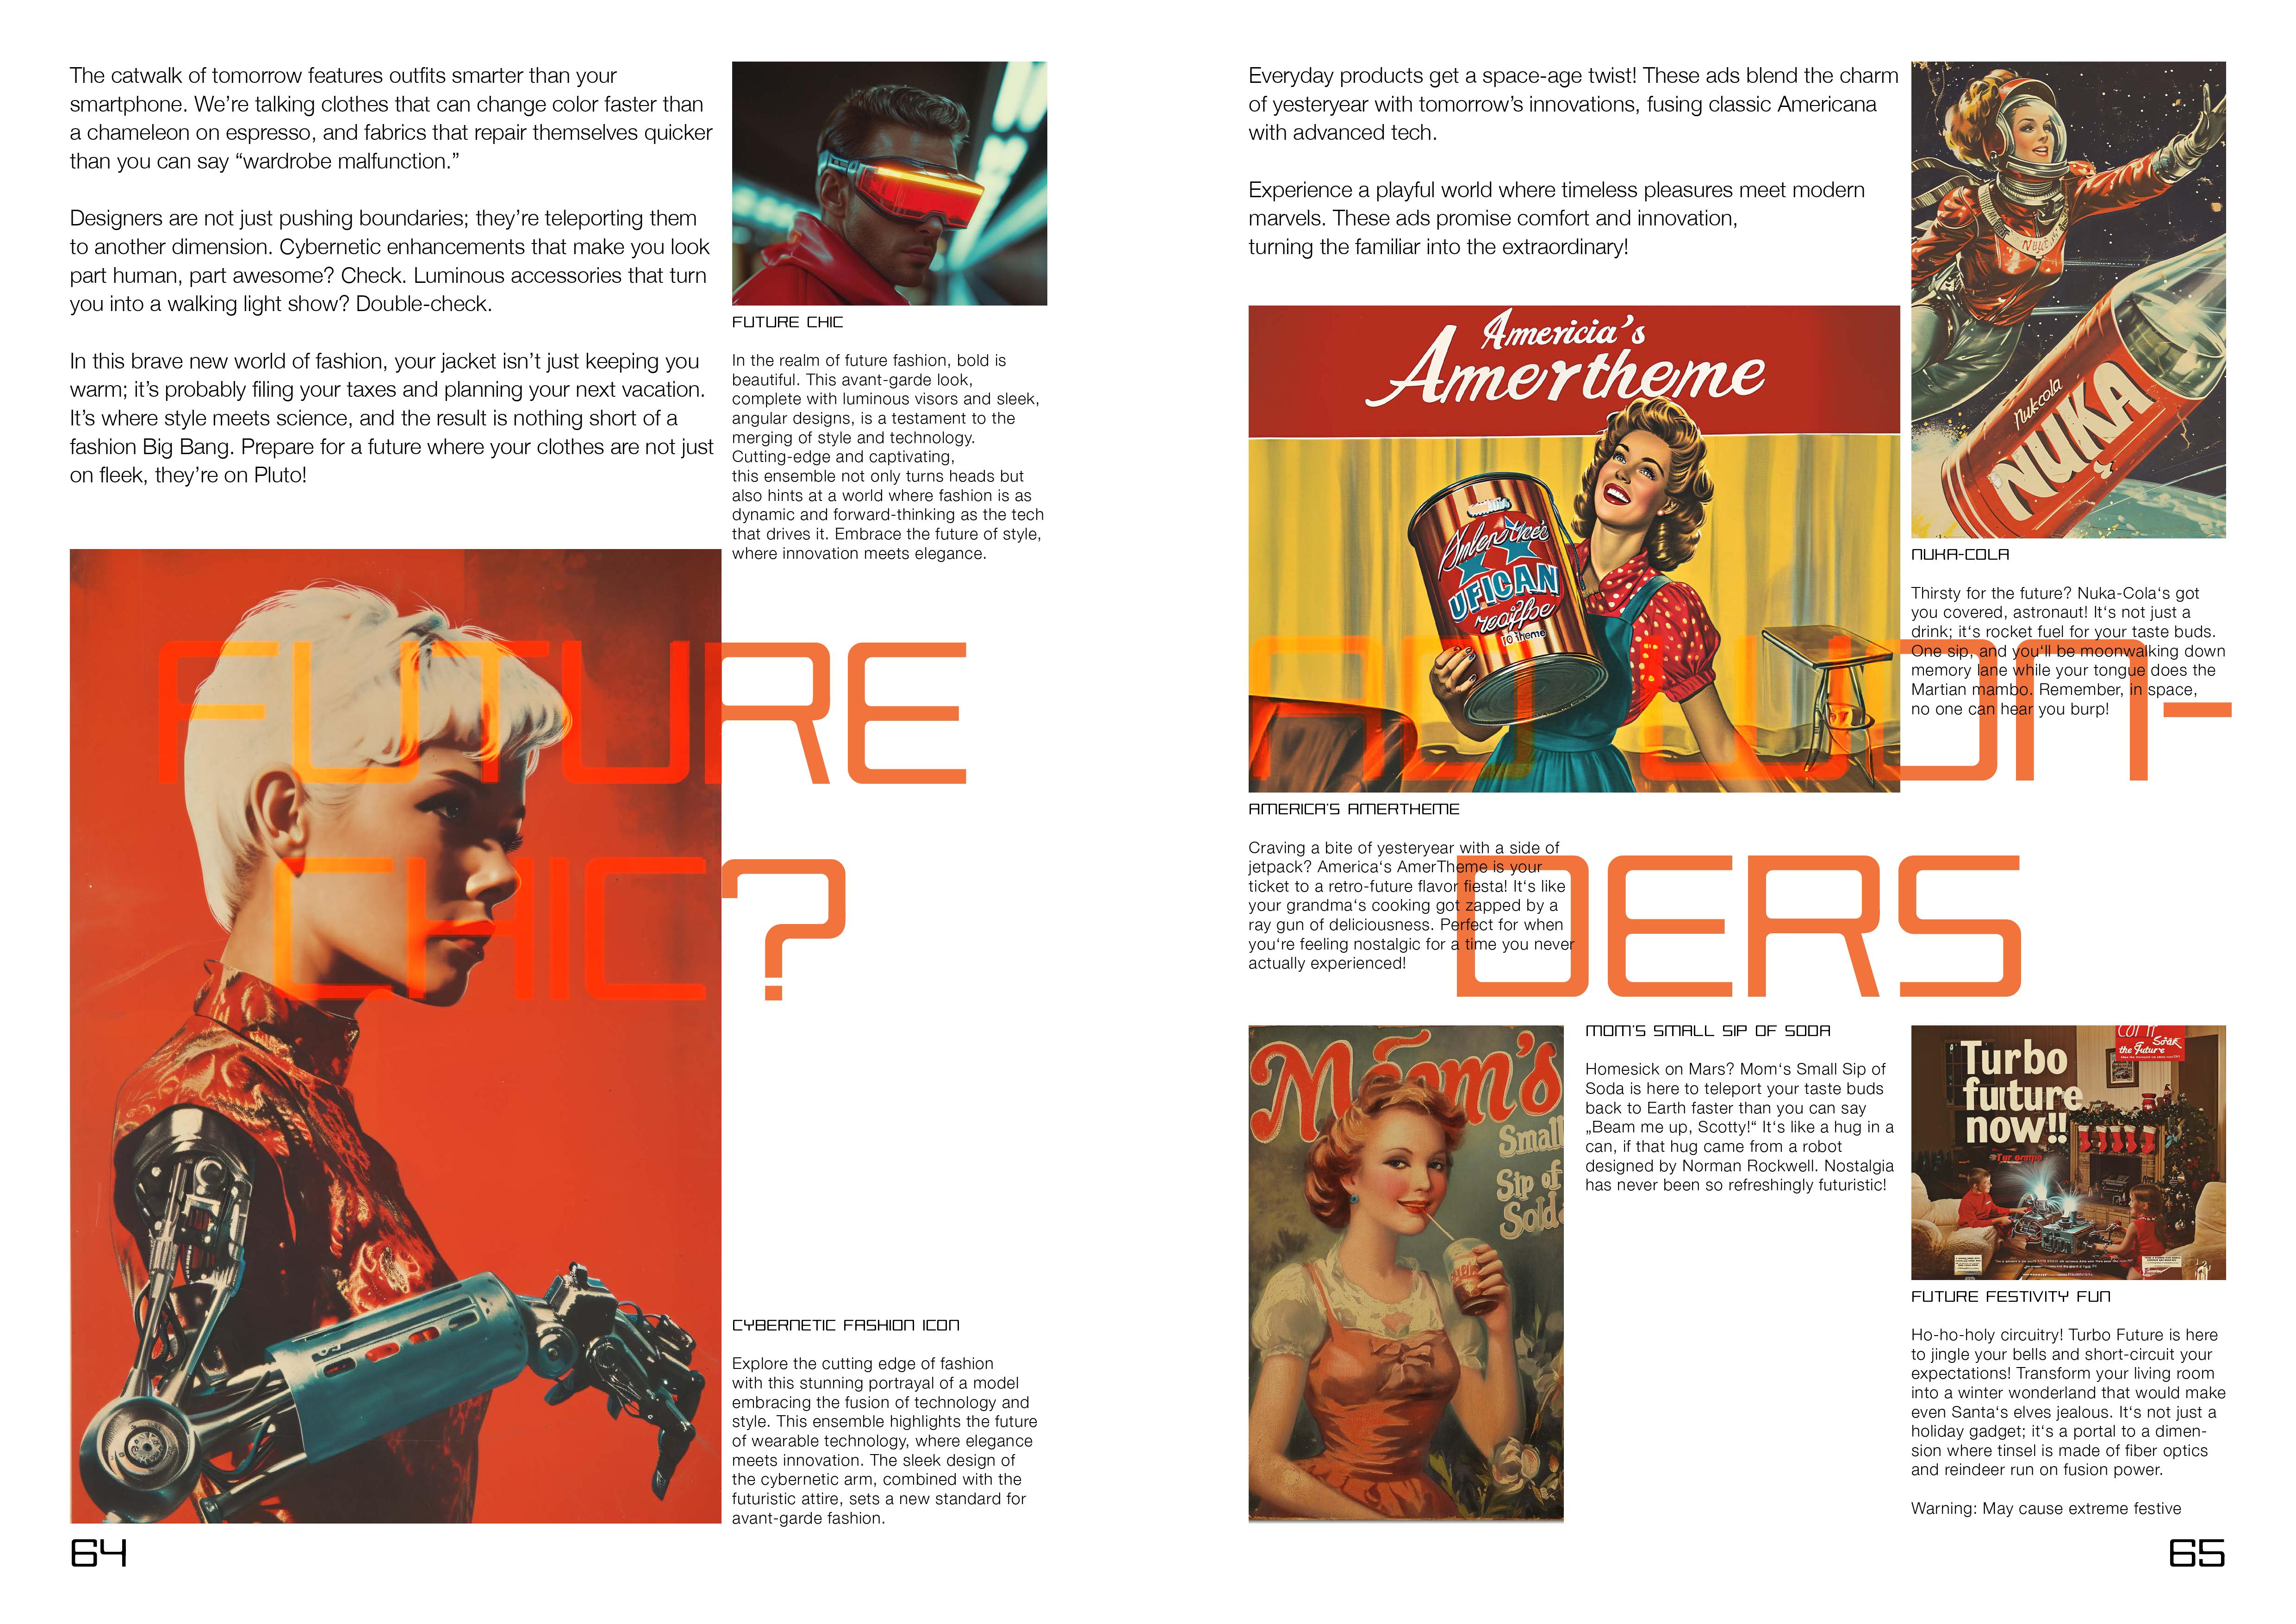 The catwalk of tomorrow features outfits smarter than your
smartphone. We’re talking clothes that can change color faster than
a chameleon on espresso, and fabrics that repair themselves quicker
than you can say “wardrobe malfunction.”
Designers are not just pushing boundaries; they’re teleporting them
to another dimension. Cybernetic enhancements that make you look
part human, part awesome? Check. Luminous accessories that turn
you into a walking light show? Double-check.
In this brave new world of fashion, your jacket isn’t just keeping you
warm; it’s probably filing your taxes and planning your next vacation.
It’s where style meets science, and the result is nothing short of a
fashion Big Bang. Prepare for a future where your clothes are not just
on fleek, they’re on Pluto!
FUTURE CHIC
In the realm of future fashion, bold is
beautiful. This avant-garde look,
complete with luminous visors and sleek,
angular designs, is a testament to the
merging of style and technology.
Cutting-edge and captivating,
this ensemble not only turns heads but
also hints at a world where fashion is as
dynamic and forward-thinking as the tech
that drives it. Embrace the future of style,
where innovation meets elegance.
FUTURE
CHIC?
CYBERNETIC FASHION ICON
Explore the cutting edge of fashion
with this stunning portrayal of a model
embracing the fusion of technology and
style. This ensemble highlights the future
of wearable technology, where elegance
meets innovation. The sleek design of
the cybernetic arm, combined with the
futuristic attire, sets a new standard for
avant-garde fashion.
64
Everyday products get a space-age twist! These ads blend the charm
of yesteryear with tomorrow’s innovations, fusing classic Americana
with advanced tech.
Experience a playful world where timeless pleasures meet modern
marvels. These ads promise comfort and innovation,
turning the familiar into the extraordinary!
Americia’s
Amertheme
UFICAN
10 theme
Nuk-cola
NUKA
NUKA-COLA
Thirsty for the future? Nuka-Cola‘s got
you covered, astronaut! It‘s not just a
drink; it‘s rocket fuel for your taste buds.
One sip, and you‘ll be moonwalking down
memory lane while your tongue does the
Martian mambo. Remember, in space,
no one can hear you burp!
AD WON-
DERS
AMERICA'S AMERTHEME
Craving a bite of yesteryear with a side of
jetpack? America‘s AmerTheme is your
ticket to a retro-future flavor fiesta! It‘s like
your grandma‘s cooking got zapped by a
ray gun of deliciousness. Perfect for when
you‘re feeling nostalgic for a time you never
actually experienced!
Mom's
Small
Sip of
Sold
MOM'S SMALL SIP OF SODA
Homesick on Mars? Mom‘s Small Sip of
Soda is here to teleport your taste buds
back to Earth faster than you can say
„Beam me up, Scotty!“ It‘s like a hug in a
can, if that hug came from a robot
designed by Norman Rockwell. Nostalgia
has never been so refreshingly futuristic!
the Future
Turbo
fuiture
now!!
FUTURE FESTIVITY FUN
Ho-ho-holy circuitry! Turbo Future is here
to jingle your bells and short-circuit your
expectations! Transform your living room
into a winter wonderland that would make
even Santa‘s elves jealous. It‘s not just a
holiday gadget; it‘s a portal to a dimen-
sion where tinsel is made of fiber optics
and reindeer run on fusion power.
Warning: May cause extreme festive
65